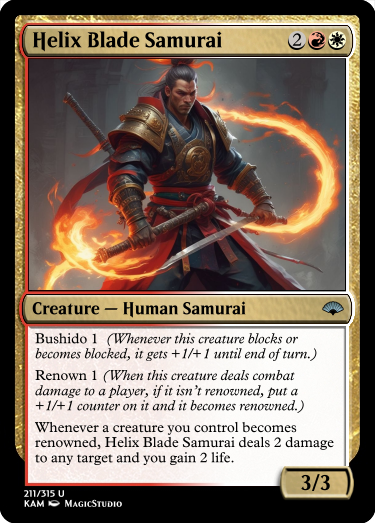 Helix Blade Samurai 2
Creature — Human Samurai
Bushido 1 (Whenever this creature blocks or
becomes blocked, it gets +1/+1 until end of turn.)
Renown 1 (When this creature deals combat
damage to a player, if it isn't renowned, put a
+1/+1 counter on it and it becomes renowned.)
Whenever a creature you control becomes
renowned, Helix Blade Samurai deals 2 damage
to any target and you gain 2 life.
3/3
211/315 U
KAM MagicStudio